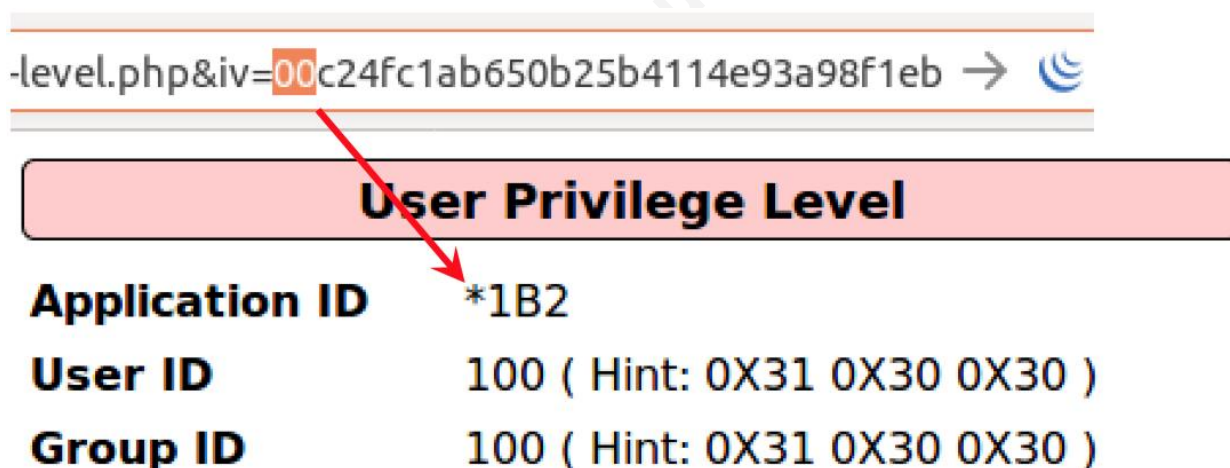 -level.php&iv=00c24fc1ab650b25b4114e93a98f1eb
User Privilege Level
Application ID *1B2
User ID 100 ( Hint: 0X31 0X30 0X30 )
Group ID 100 ( Hint: 0X31 0X30 0X30 )